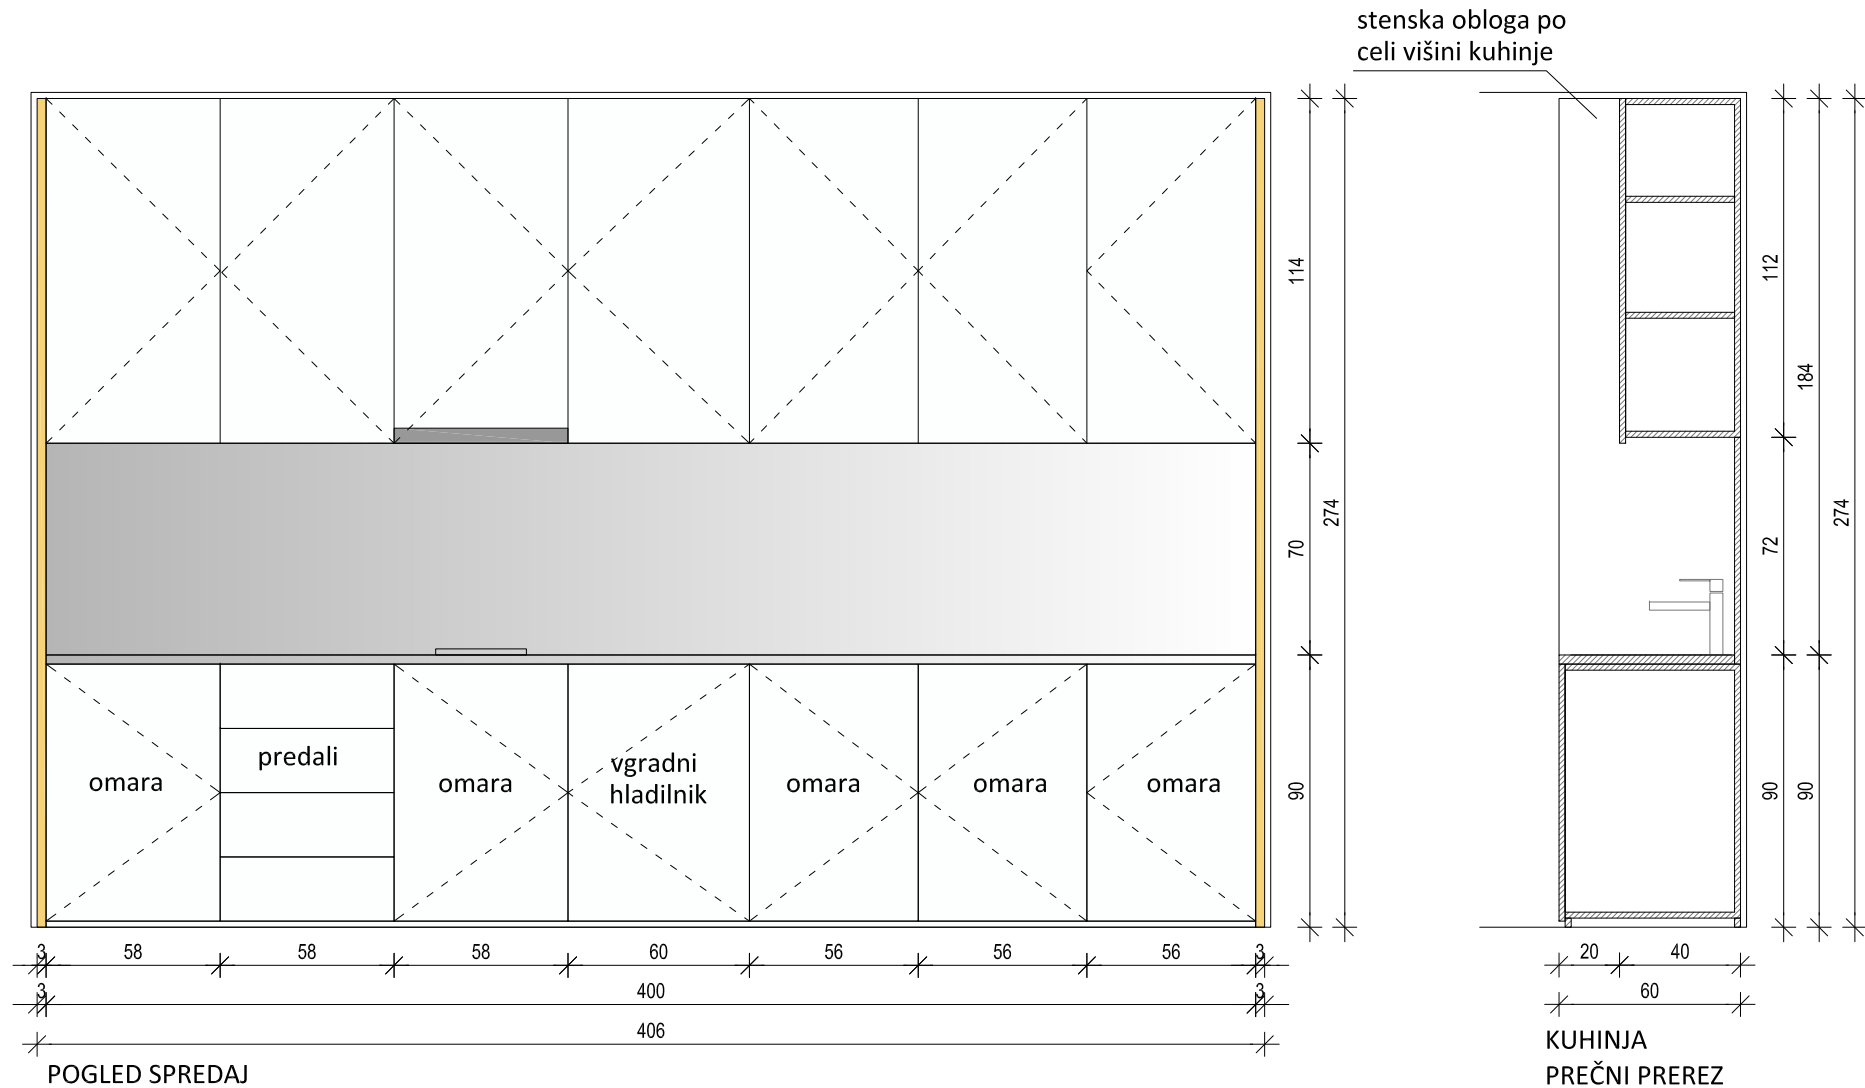 stenska obloga po
celi višini kuhinje
114
70
90
274
112
72
90
184
90
274
omara
predali
omara
vgradni
hladilnik
omara
omara
omara
3 58 58 58 60 56 56 56 3
3 400 3
406
20 40
60
POGLED SPREDAJ
KUHINJA
PREČNI PREREZ